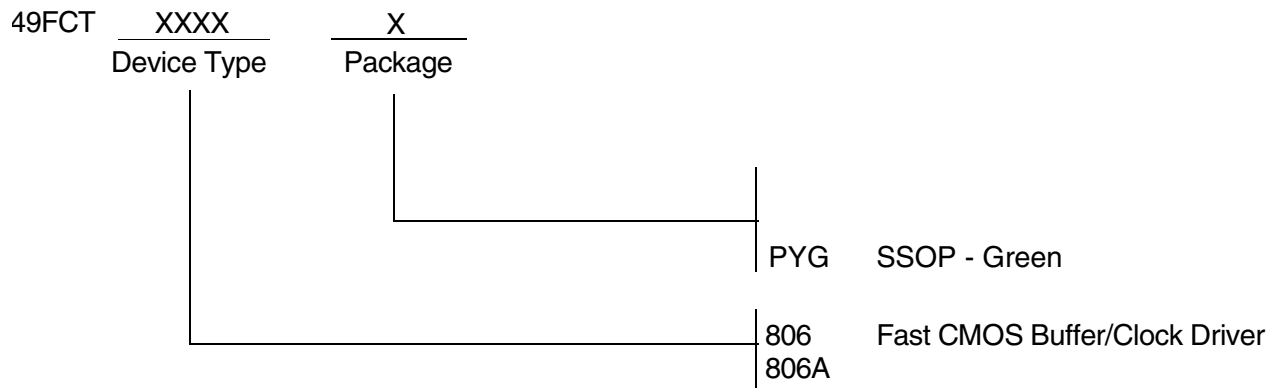 49FCT XXXX X
Device Type Package
PYG SSOP - Green
806 Fast CMOS Buffer/Clock Driver
806A